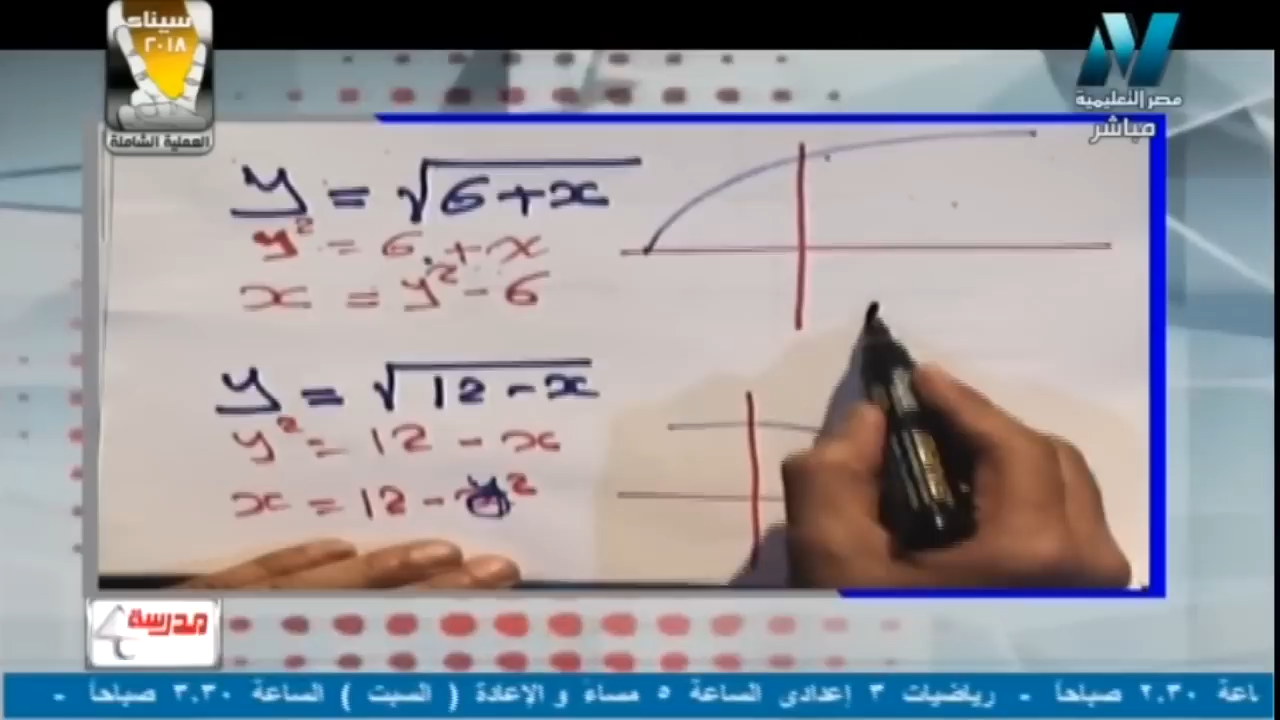 سيناء
٢٠١٨
العملية الشاملة
مصر التعليمية
مباشر
y = √6+x
y² = 6 + x
x = y² - 6
y = √12-x
y² = 12 - x
x = 12 - y²
مدرسة
اعة ٢.٣٠ صباحاً - رياضيات ٣ إعدادى الساعة ٥ مساءً و الإعادة ( السبت ) الساعة ٣.٣٠ صباحاً -